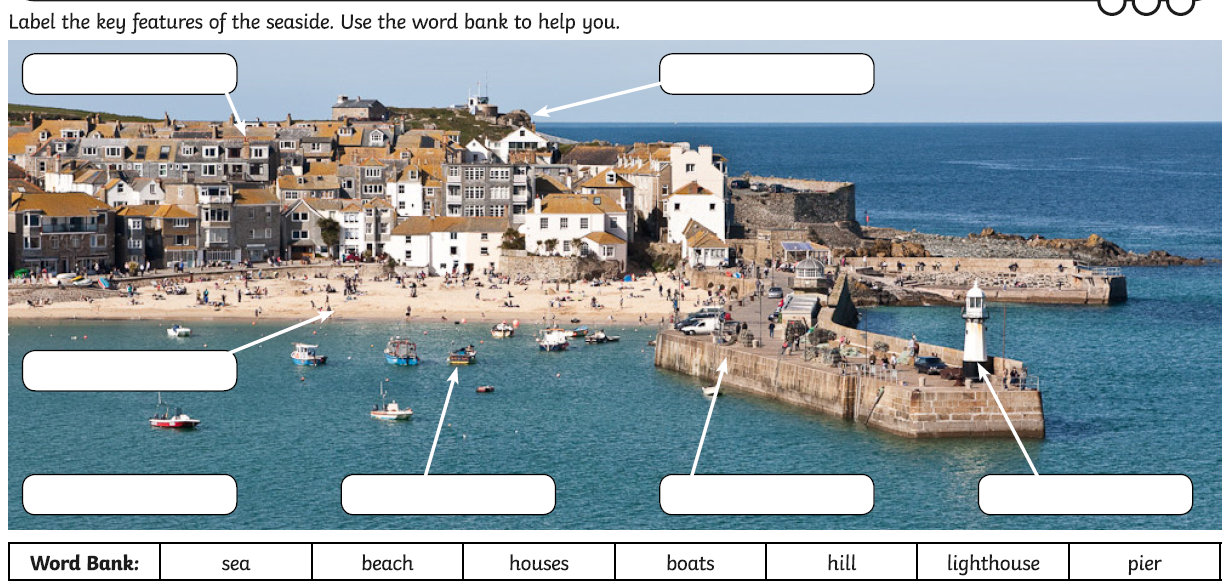 Label the key features of the seaside. Use the word bank to help you.
Word Bank: sea beach houses boats hill lighthouse pier